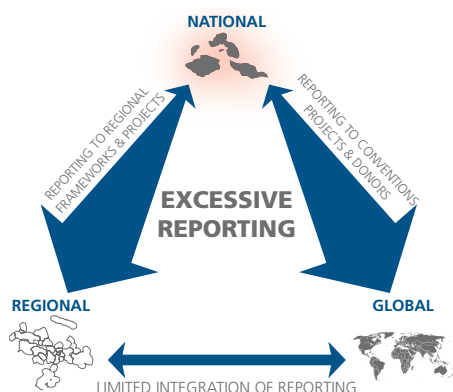 NATIONAL
REPORTING TO REGIONAL
FRAMEWORKS & PROJECTS
REPORTING TO CONVENTIONS
PROJECTS & DONORS
EXCESSIVE
REPORTING
REGIONAL
GLOBAL
LIMITED INTEGRATION OF REPORTING